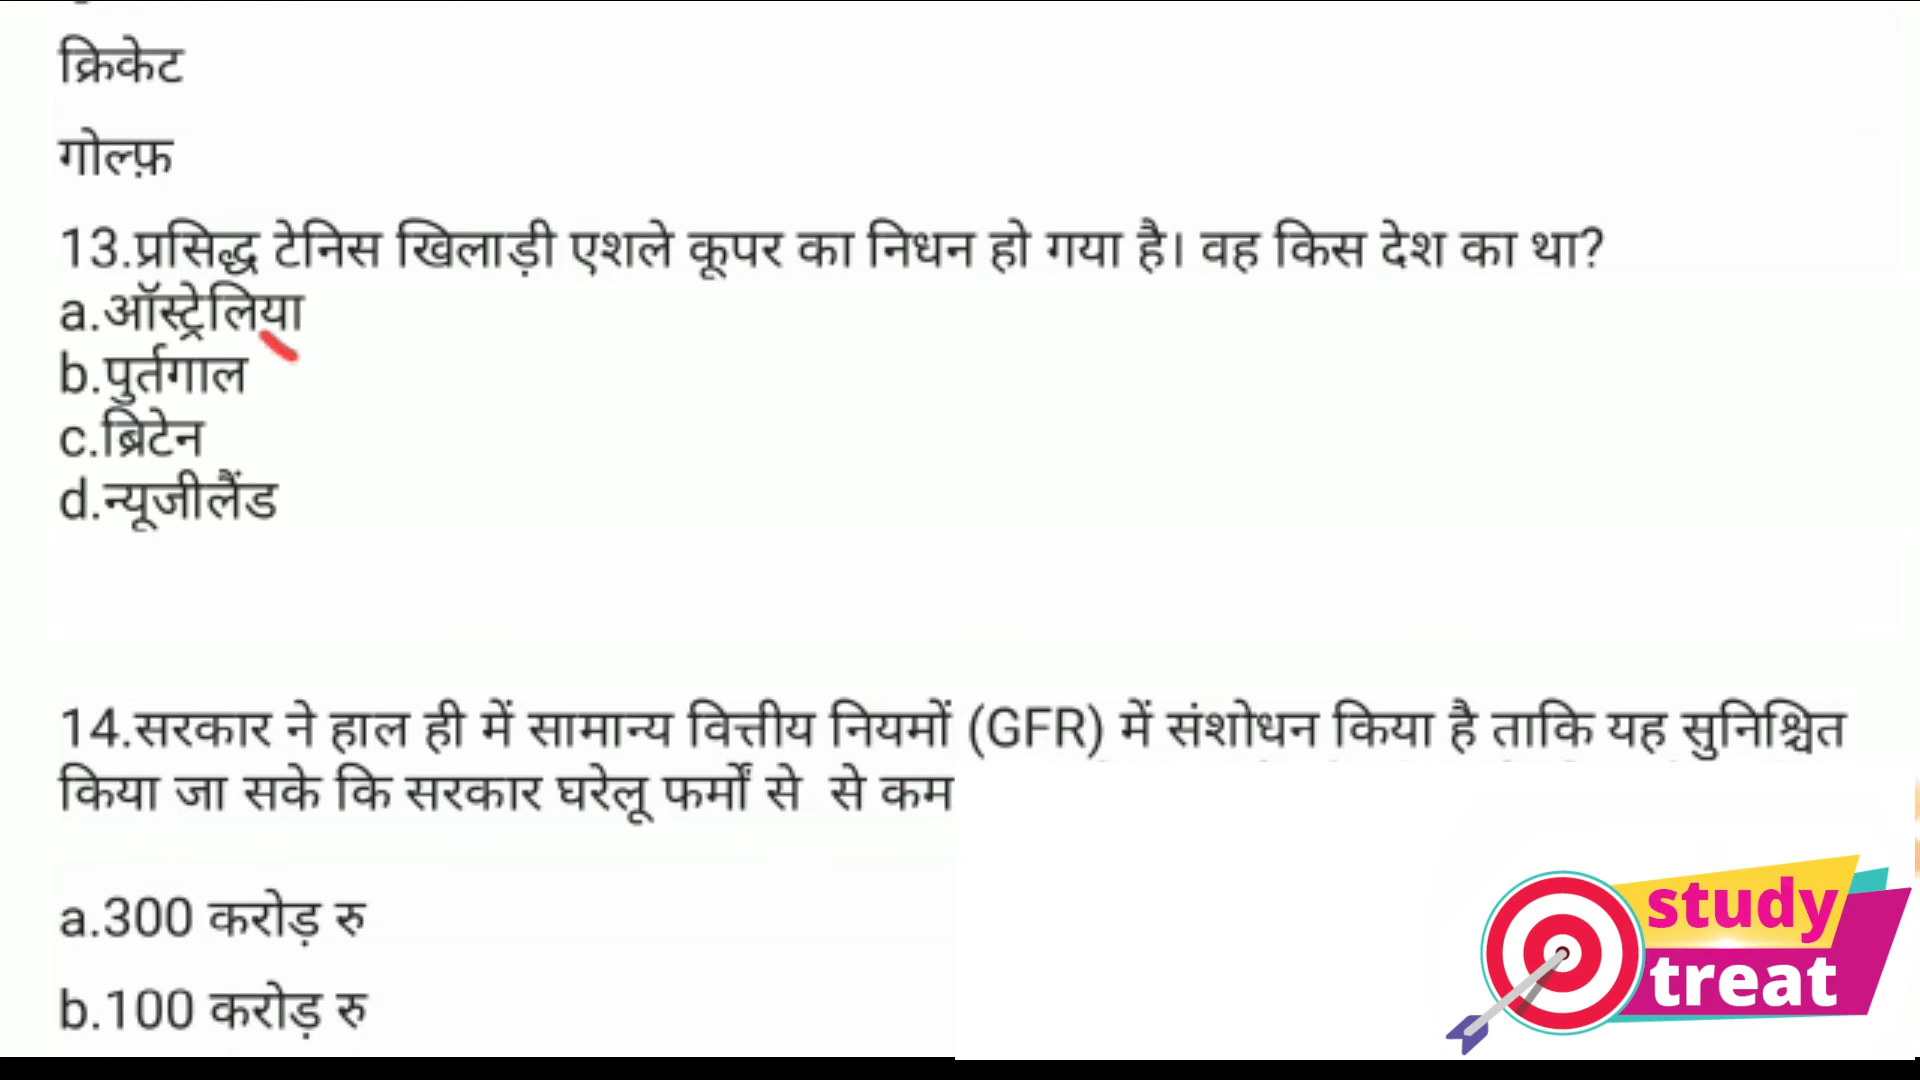 क्रिकेट
गोल्फ़
13.प्रसिद्ध टेनिस खिलाड़ी एशले कूपर का निधन हो गया है। वह किस देश का था?
a.ऑस्ट्रेलिया
b.पुर्तगाल
c.ब्रिटेन
d.न्यूजीलैंड
14.सरकार ने हाल ही में सामान्य वित्तीय नियमों (GFR) में संशोधन किया है ताकि यह सुनिश्चित
किया जा सके कि सरकार घरेलू फर्मों से से कम
a.300 करोड़ रु
b.100 करोड़ रु
study
treat